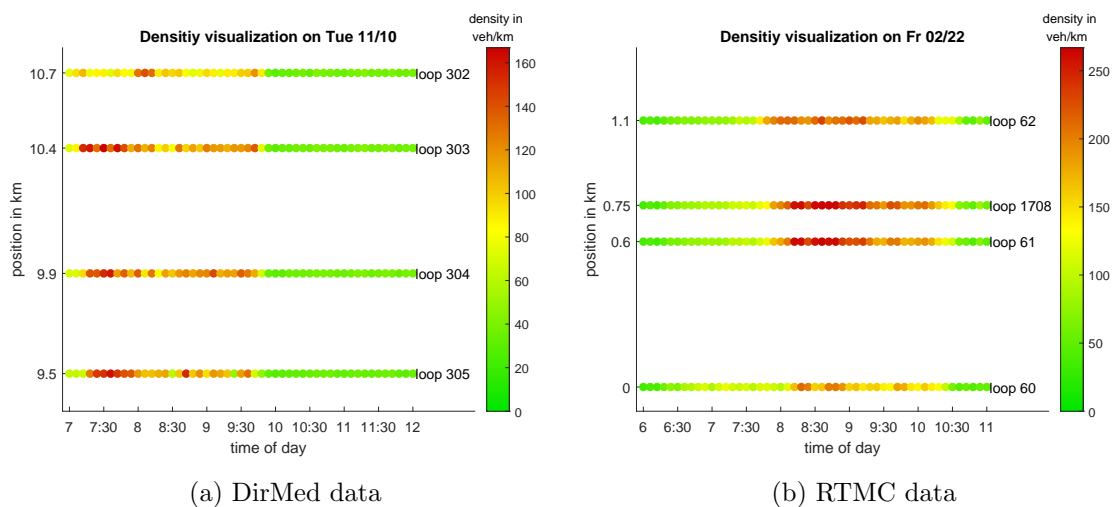 density in
veh/km
Densitiy visualization on Tue 11/10
10.7
10.4
9.9
9.5
position in km
loop 302
loop 303
loop 304
loop 305
160
140
120
100
80
60
40
20
0
7 7:30 8 8:30 9 9:30 10 10:30 11 11:30 12
time of day
(a) DirMed data
density in
veh/km
Densitiy visualization on Fr 02/22
1.1
0.75
0.6
0
position in km
loop 62
loop 1708
loop 61
loop 60
250
200
150
100
50
0
6 6:30 7 7:30 8 8:30 9 9:30 10 10:30 11
time of day
(b) RTMC data